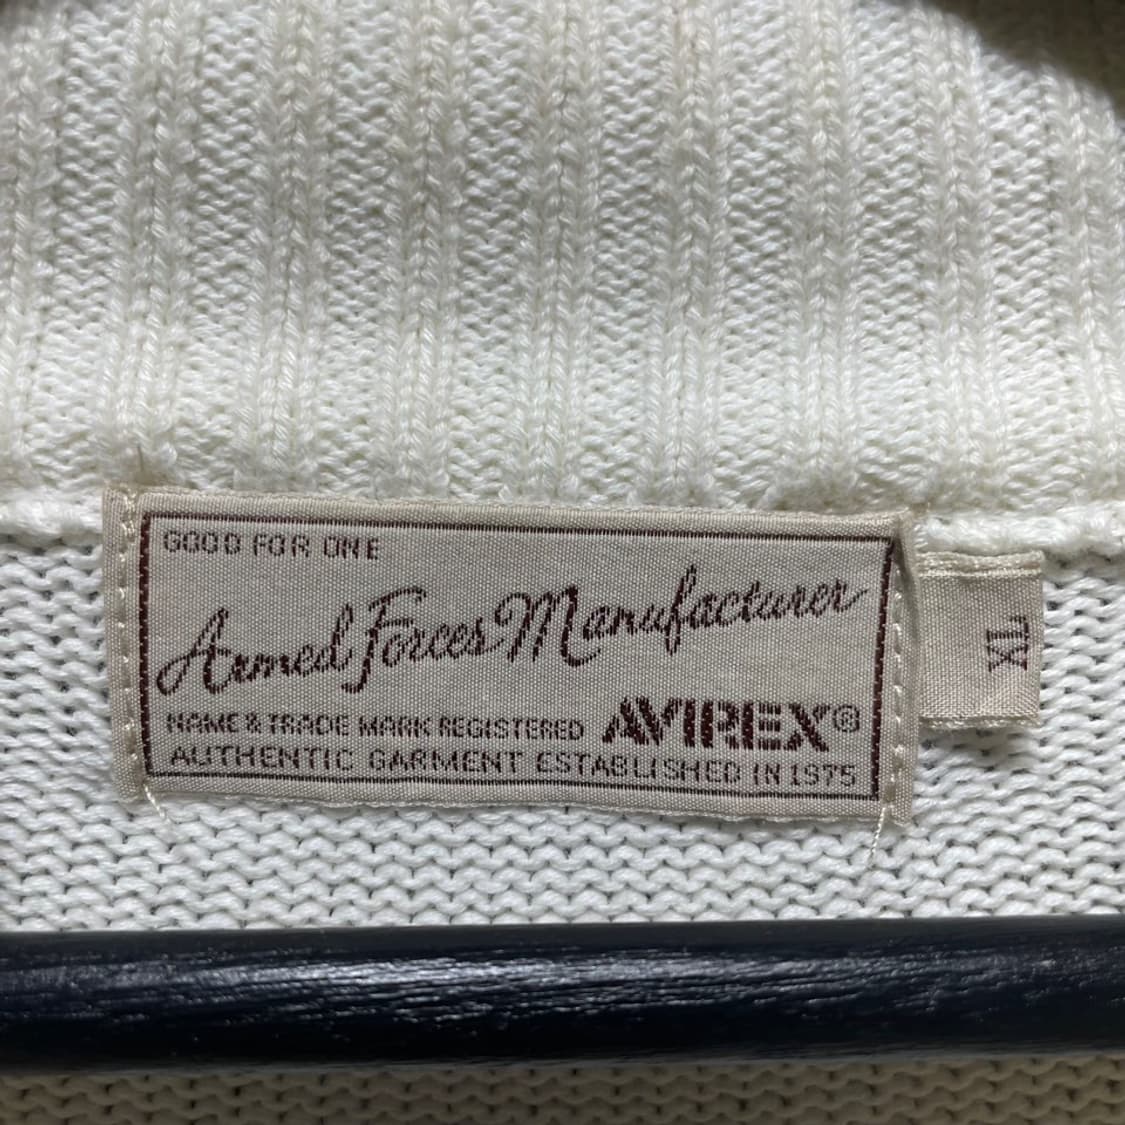 GOOD FOR ONE
Armed Forces Manufacturer
NAME & TRADE MARK REGISTERED AVIREX®
AUTHENTIC GARMENT ESTABLISHED IN 1975
XL